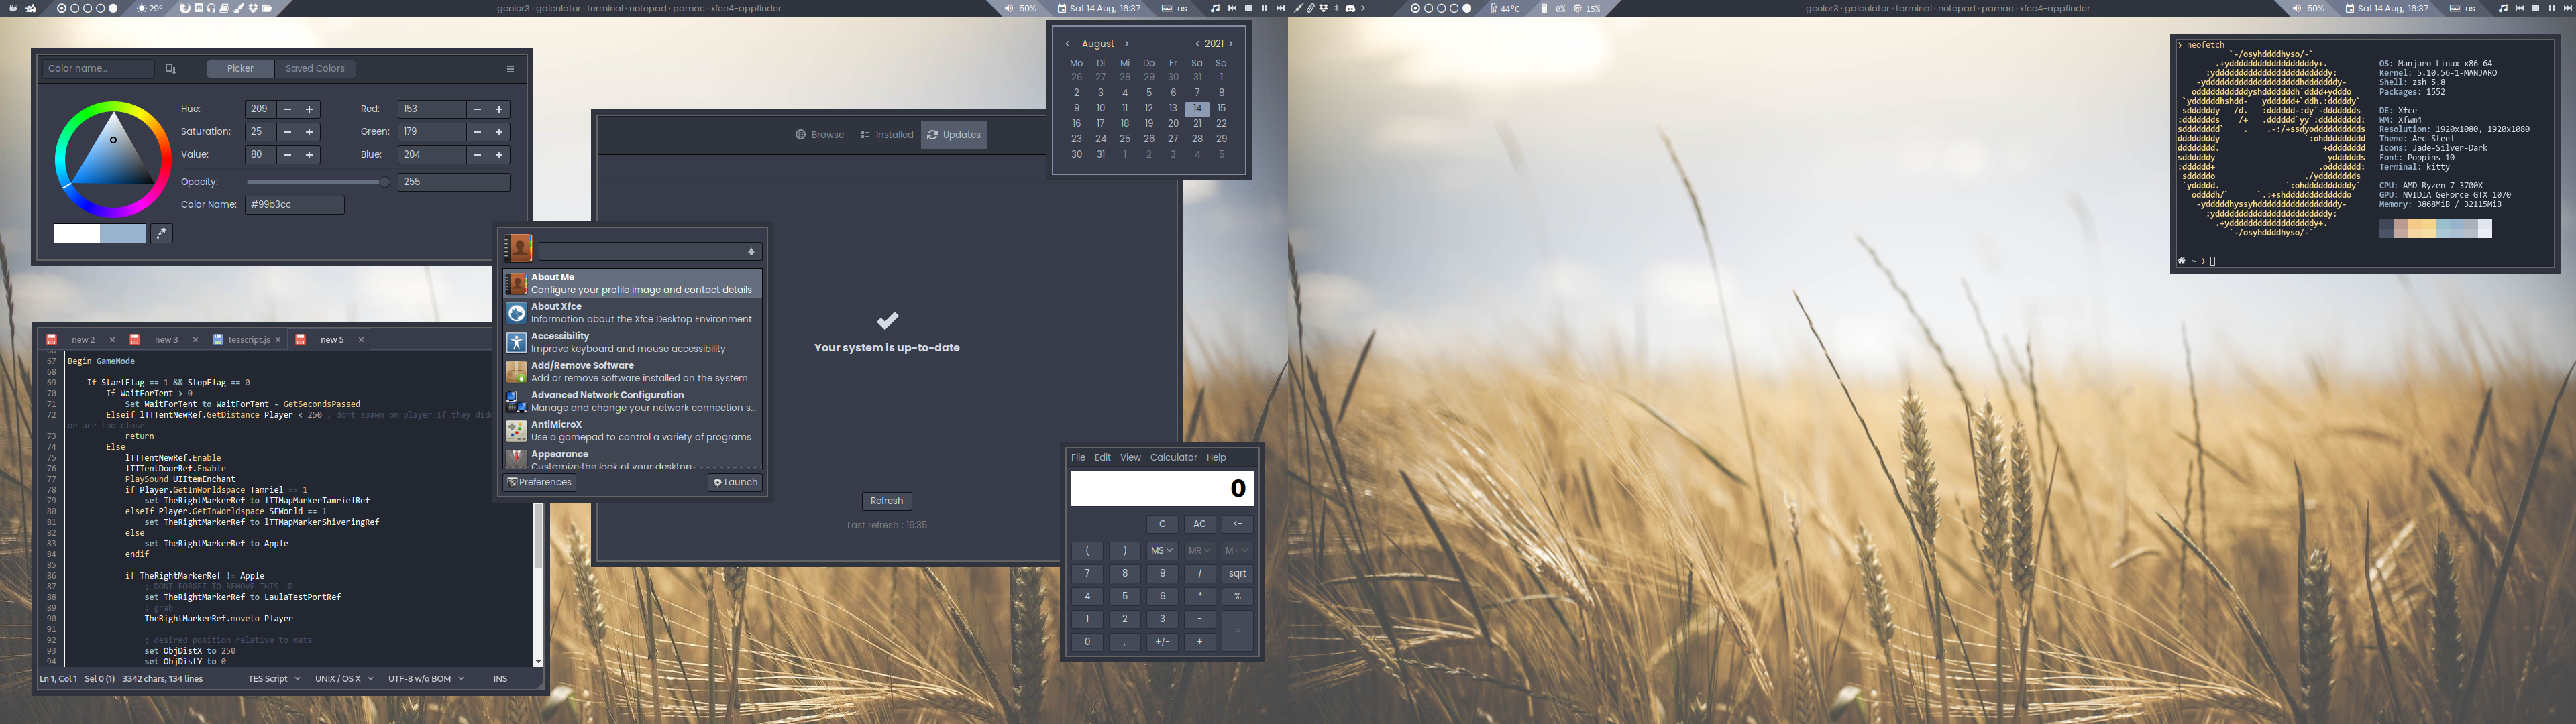 29°
gcolor3 · galculator · terminal · notepad · pamac · xfce4-appfinder
50%
Sat 14 Aug, 16:37
us
44°C
0%
15%
gcolor3 · galculator · terminal · notepad · pamac · xfce4-appfinder
50%
Sat 14 Aug, 16:37
us
Color name...
Picker
Saved Colors
Hue: 209 − +
Red: 153 − +
Saturation: 25 − +
Green: 179 − +
Value: 80 − +
Blue: 204 − +
Opacity: 255
Color Name: #99b3cc
new 2 × new 3 × tesscript.js × new 5 ×
67 Begin GameMode
68
69 If StartFlag == 1 && StopFlag == 0
70 If WaitForTent > 0
71 Set WaitForTent to WaitForTent - GetSecondsPassed
72 Elseif lTTTentNewRef.GetDistance Player < 250 ; dont spawn on player if they did
or are too close
73 return
74 Else
75 lTTTentNewRef.Enable
76 lTTTentDoorRef.Enable
77 PlaySound UIItemEnchant
78 if Player.GetInWorldspace Tamriel == 1
79 set TheRightMarkerRef to lTTMapMarkerTamrielRef
80 elseIf Player.GetInWorldspace SEWorld == 1
81 set TheRightMarkerRef to lTTMapMarkerShiveringRef
82 else
83 set TheRightMarkerRef to Apple
84 endif
85
86 if TheRightMarkerRef != Apple
87 ; DONT FORGET TO REMOVE THIS :D
88 set TheRightMarkerRef to LaulaTestPortRef
89 ; grab
90 TheRightMarkerRef.moveto Player
91
92 ; desired position relative to mats
93 set ObjDistX to 250
94 set ObjDistY to 0
Ln 1, Col 1 Sel 0 (1) 3342 chars, 134 lines TES Script UNIX / OS X UTF-8 w/o BOM INS
About Me
Configure your profile image and contact details
About Xfce
Information about the Xfce Desktop Environment
Accessibility
Improve keyboard and mouse accessibility
Add/Remove Software
Add or remove software installed on the system
Advanced Network Configuration
Manage and change your network connection s...
AntiMicroX
Use a gamepad to control a variety of programs
Appearance
Customize the look of your desktop
Preferences
Launch
Browse Installed Updates
Your system is up-to-date
Refresh
Last refresh : 16:35
< August > < 2021 >
Mo Di Mi Do Fr Sa So
26 27 28 29 30 31 1
2 3 4 5 6 7 8
9 10 11 12 13 14 15
16 17 18 19 20 21 22
23 24 25 26 27 28 29
30 31 1 2 3 4 5
File Edit View Calculator Help
0
C AC <-
( ) MS MR M+
7 8 9 / sqrt
4 5 6 * %
1 2 3 - =
0 , +/- +
❯ neofetch
OS: Manjaro Linux x86_64
Kernel: 5.10.56-1-MANJARO
Shell: zsh 5.8
Packages: 1552
DE: Xfce
WM: Xfwm4
Resolution: 1920x1080, 1920x1080
Theme: Arc-Steel
Icons: Jade-Silver-Dark
Font: Poppins 10
Terminal: kitty
CPU: AMD Ryzen 7 3700X
GPU: NVIDIA GeForce GTX 1070
Memory: 3868MiB / 32115MiB
~ ❯